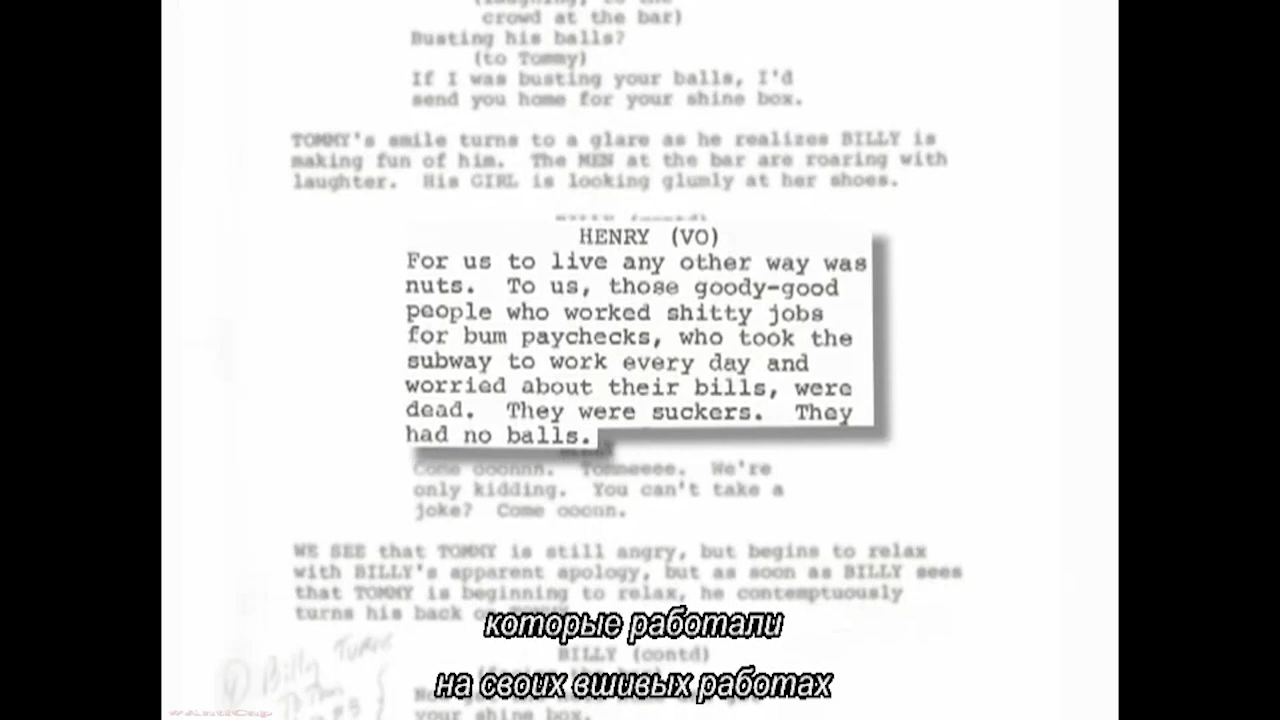 (laughing, to the
crowd at the bar)
Busting his balls?
(to Tommy)
If I was busting your balls, I'd
send you home for your shine box.
TOMMY's smile turns to a glare as he realizes BILLY is
making fun of him. The MEN at the bar are roaring with
laughter. His GIRL is looking glumly at her shoes.
HENRY (VO)
For us to live any other way was
nuts. To us, those goody-good
people who worked shitty jobs
for bum paychecks, who took the
subway to work every day and
worried about their bills, were
dead. They were suckers. They
had no balls.
Come ooonnn. Tommeeee. We're
only kidding. You can't take a
joke? Come ooonn.
WE SEE that TOMMY is still angry, but begins to relax
with BILLY's apparent apology, but as soon as BILLY sees
that TOMMY is beginning to relax, he contemptuously
turns his back on TOMMY.
которые работали
BILLY (contd)
на своих вшивых работах
your shine box.
Billy